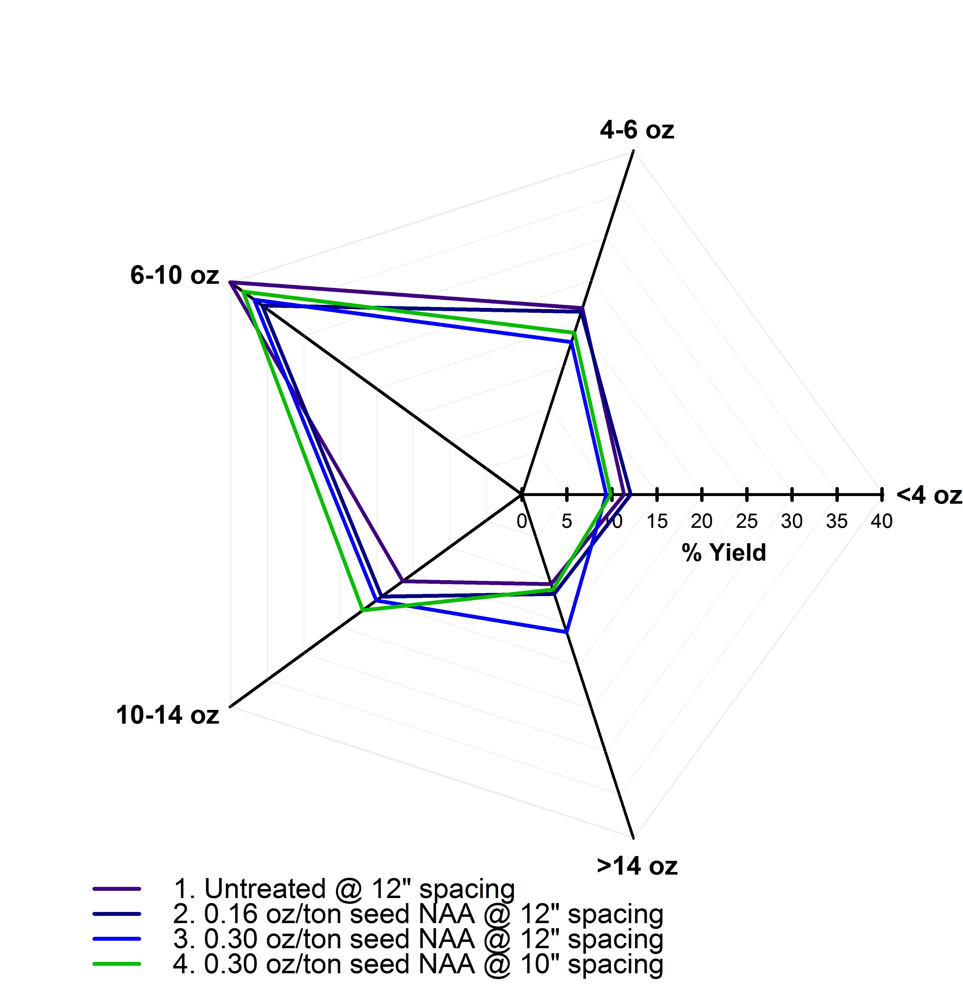 4-6 oz
6-10 oz
<4 oz
0 5 10 15 20 25 30 35 40
% Yield
10-14 oz
>14 oz
1. Untreated @ 12" spacing
2. 0.16 oz/ton seed NAA @ 12" spacing
3. 0.30 oz/ton seed NAA @ 12" spacing
4. 0.30 oz/ton seed NAA @ 10" spacing